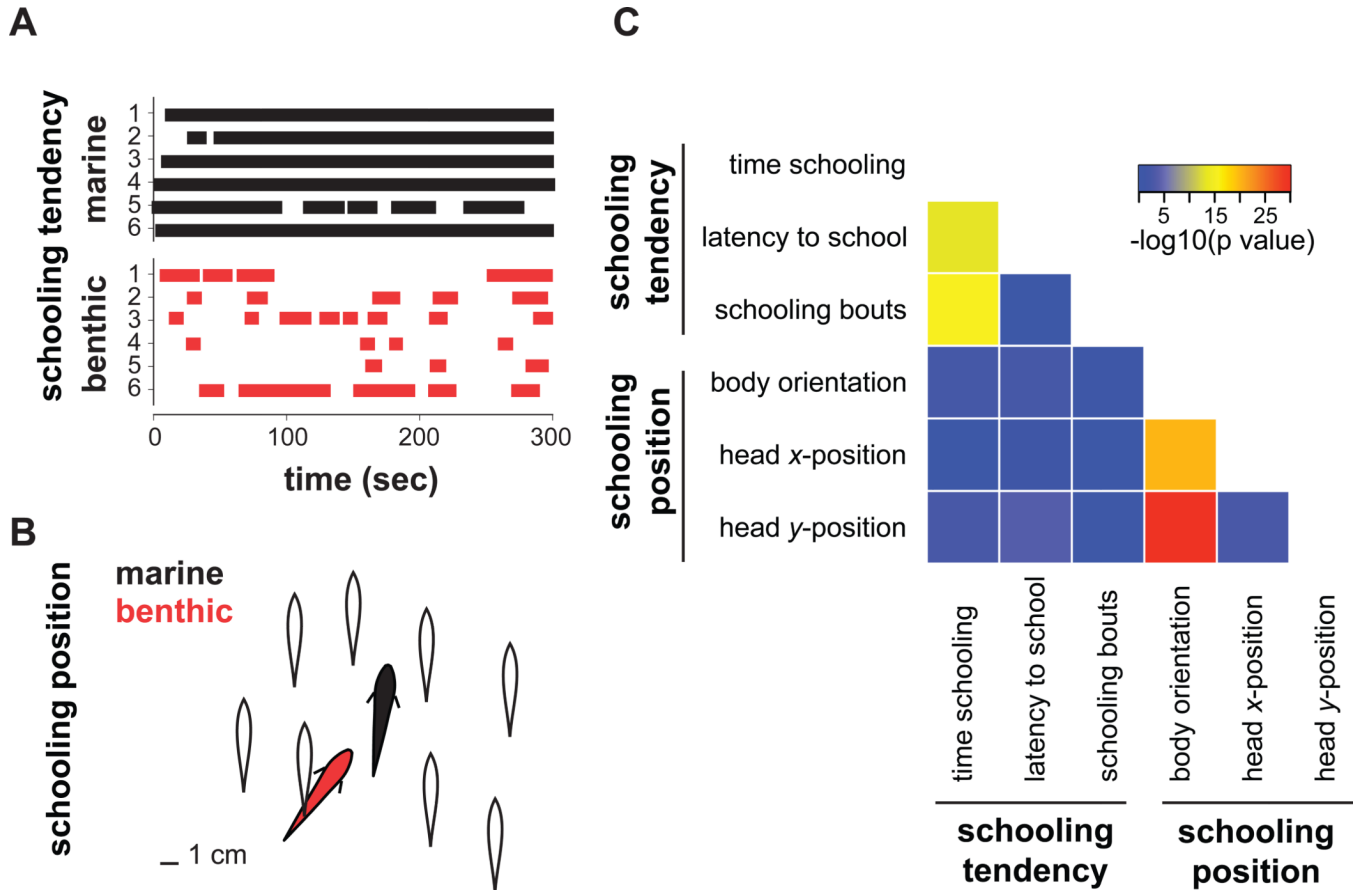 A
schooling tendency
marine
1
2
3
4
5
6
benthic
1
2
3
4
5
6
0 100 200 300
time (sec)
B
schooling position
marine
benthic
1 cm
C
schooling
tendency
time schooling
latency to school
schooling bouts
schooling
position
body orientation
head x-position
head y-position
5 15 25
-log10(p value)
time schooling
latency to school
schooling bouts
body orientation
head x-position
head y-position
schooling
tendency
schooling
position